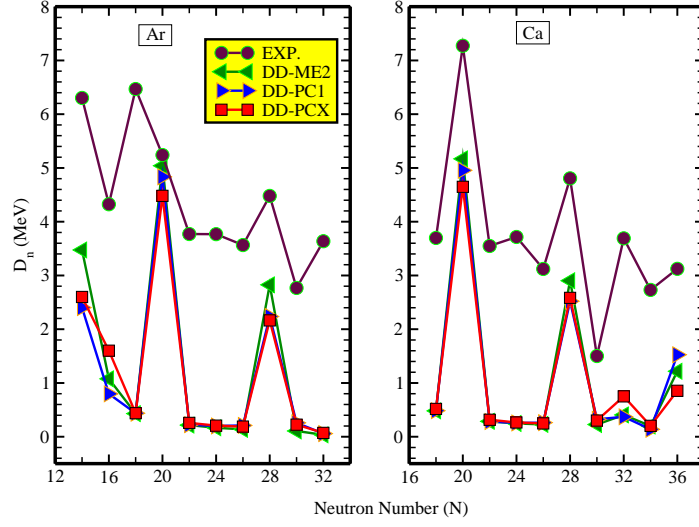 Ar
Ca
EXP.
DD-ME2
DD-PC1
DD-PCX
D_n (MeV)
8
7
6
5
4
3
2
1
0
8
7
6
5
4
3
2
1
0
12 16 20 24 28 32
16 20 24 28 32 36
Neutron Number (N)